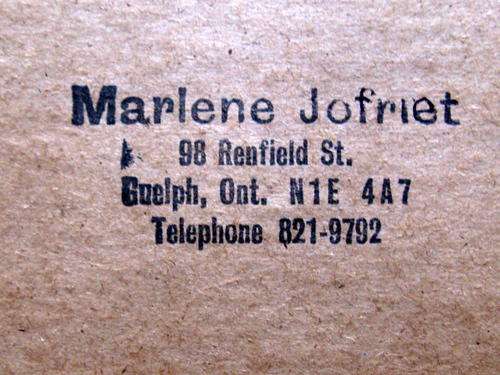 Marlene Jofriet
98 Renfield St.
Guelph, Ont. N1E 4A7
Telephone 821-9792